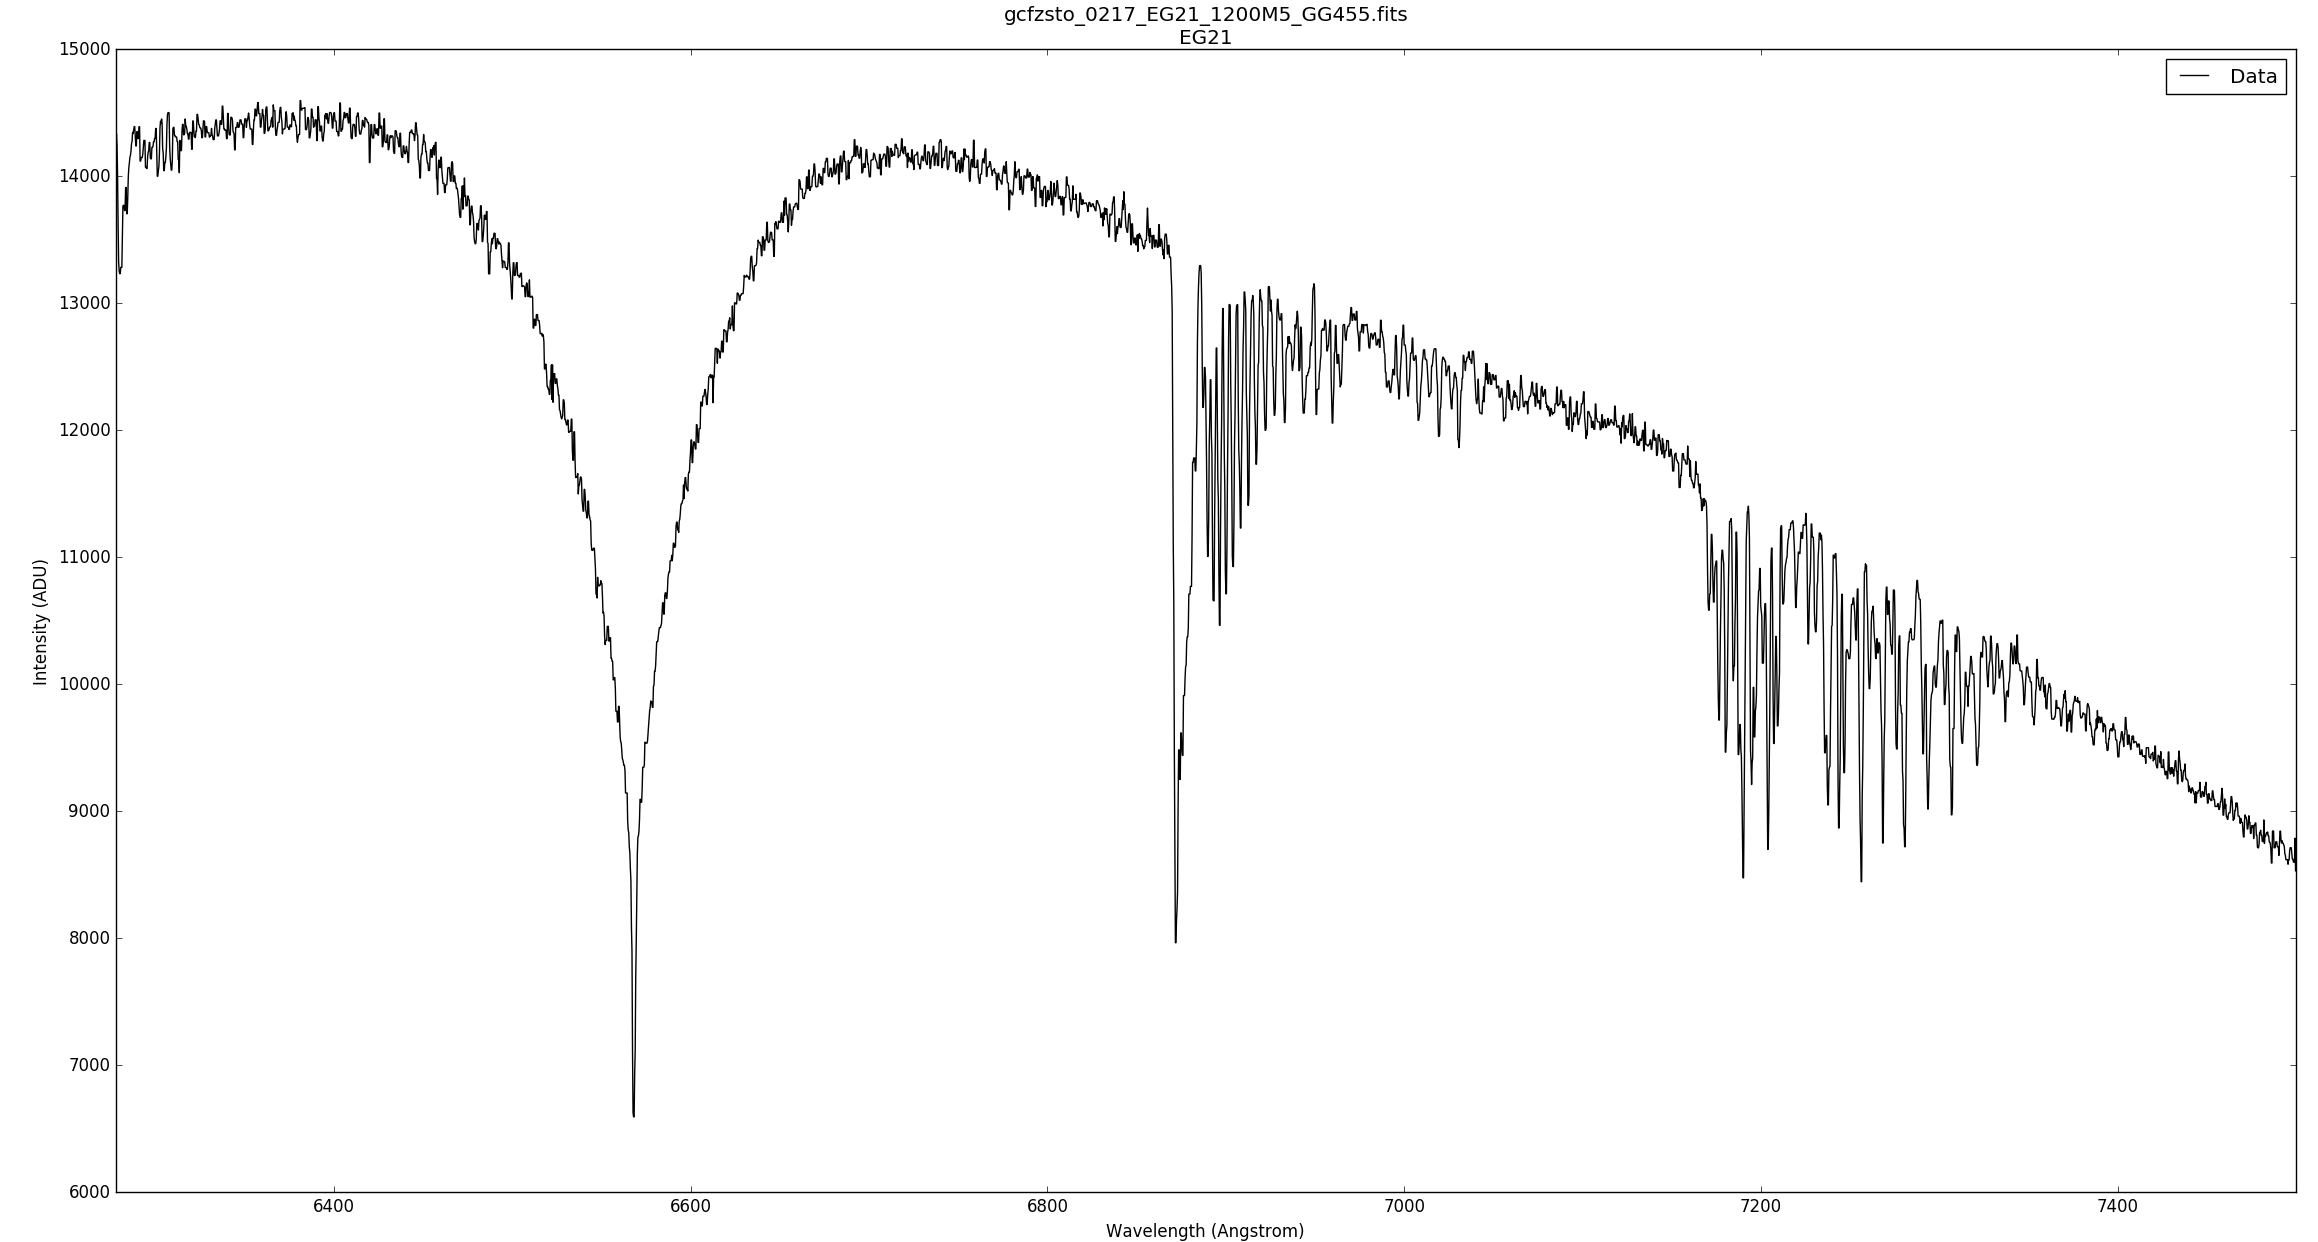 gcfzsto_0217_EG21_1200M5_GG455.fits
EG21
Data
Intensity (ADU)
15000
14000
13000
12000
11000
10000
9000
8000
7000
6000
6400 6600 6800 7000 7200 7400
Wavelength (Angstrom)